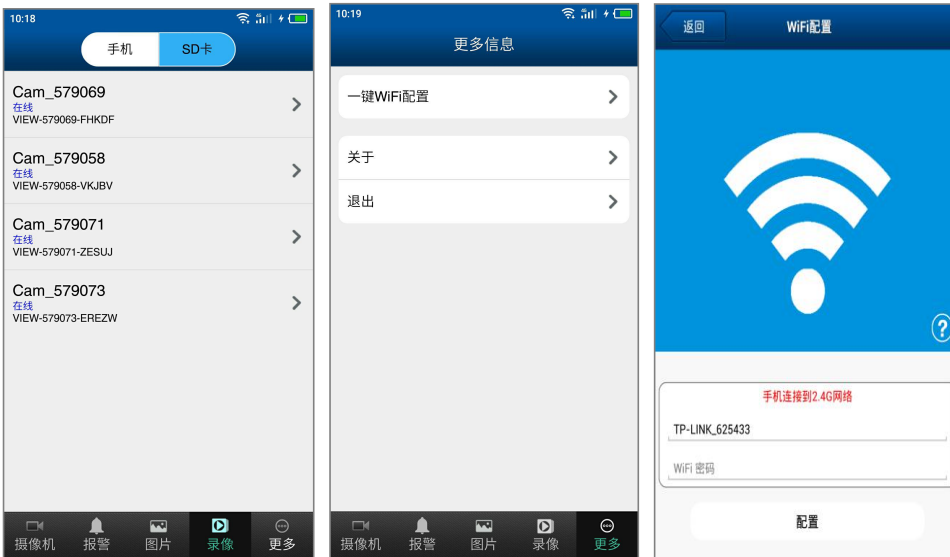 10:18
手机 SD卡
Cam_579069
在线
VIEW-579069-FHKDF
Cam_579058
在线
VIEW-579058-VKJBV
Cam_579071
在线
VIEW-579071-ZESUJ
Cam_579073
在线
VIEW-579073-EREZW
摄像机 报警 图片 录像 更多
10:19
更多信息
一键WiFi配置
关于
退出
摄像机 报警 图片 录像 更多
返回 WiFi配置
?
手机连接到2.4G网络
TP-LINK_625433
WiFi 密码
配置